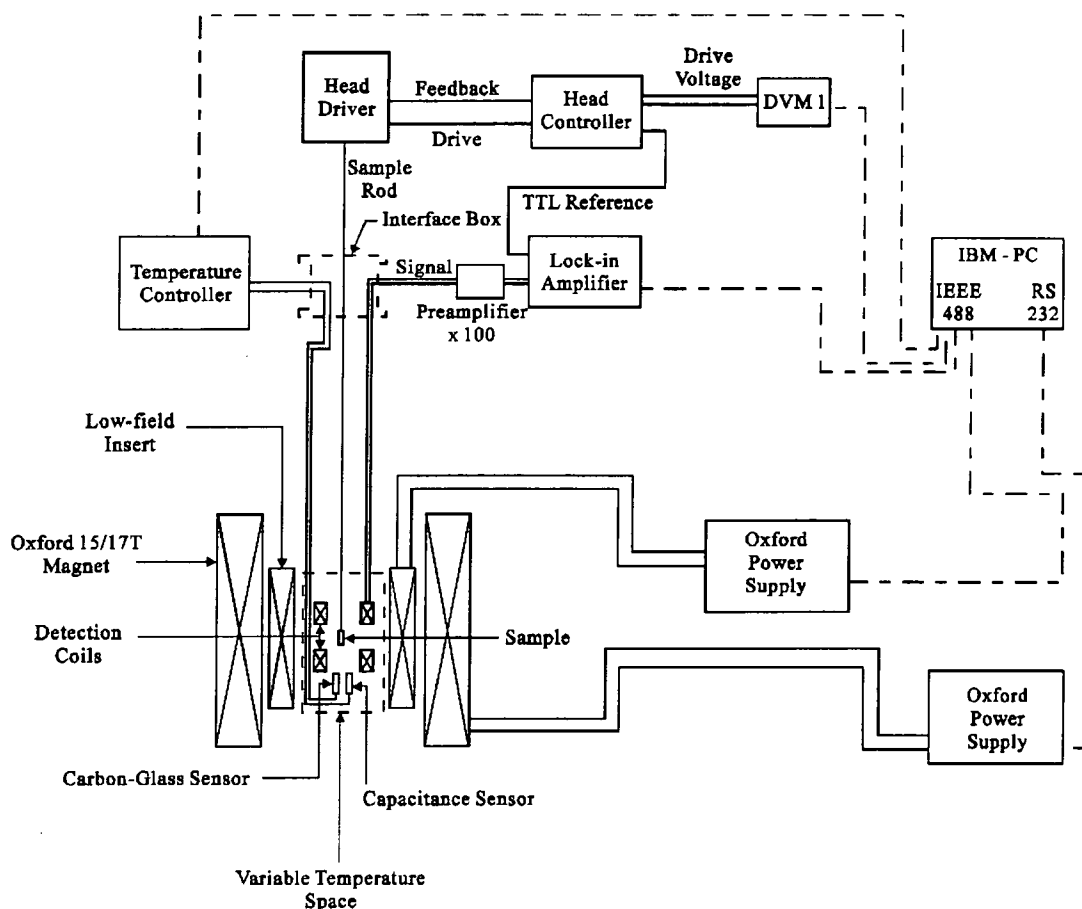 Head
Driver
Feedback
Drive
Head
Controller
Drive
Voltage
DVM 1
Sample
Rod
TTL Reference
Interface Box
Temperature
Controller
Signal
Preamplifier
x 100
Lock-in
Amplifier
IBM - PC
IEEE RS
488 232
Low-field
Insert
Oxford 15/17T
Magnet
Detection
Coils
Sample
Oxford
Power
Supply
Oxford
Power
Supply
Carbon-Glass Sensor
Capacitance Sensor
Variable Temperature
Space